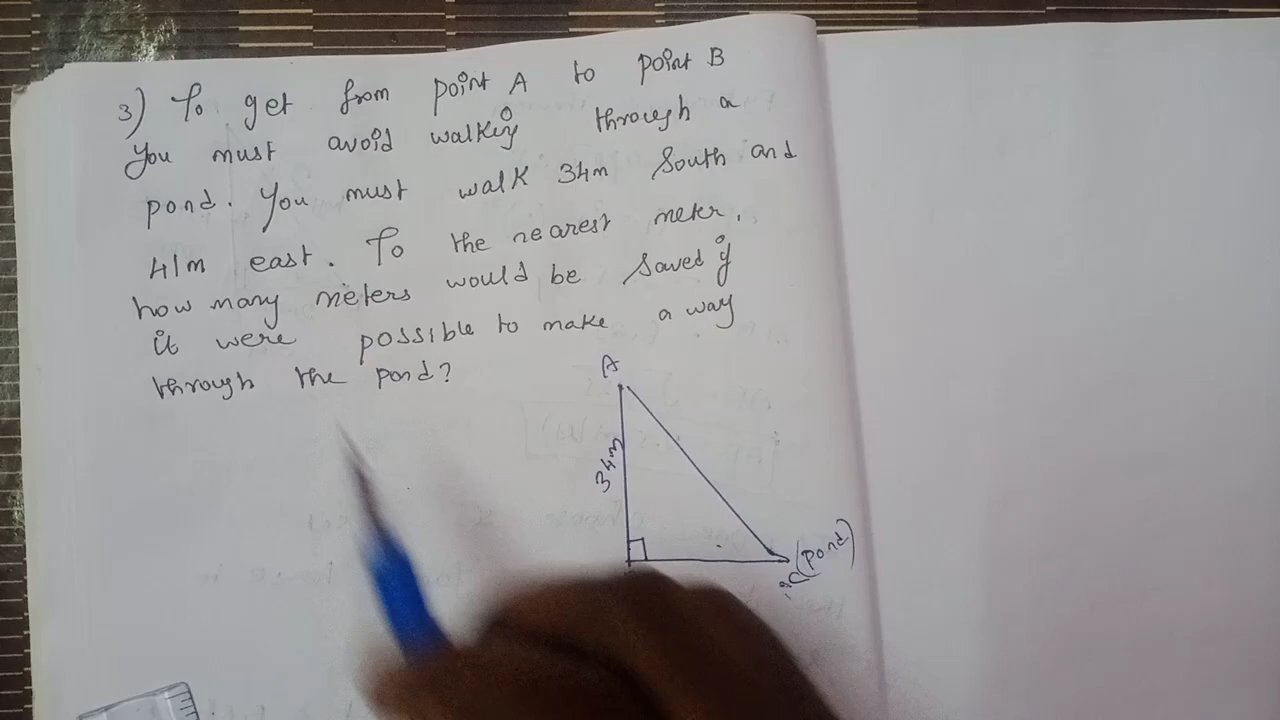 3) To get from point A to point B
You must avoid walking through a
pond. You must walk 34m South and
41m east. To the nearest meter,
how many meters would be saved if
it were possible to make a way
through the pond?
A
34m
(pond)